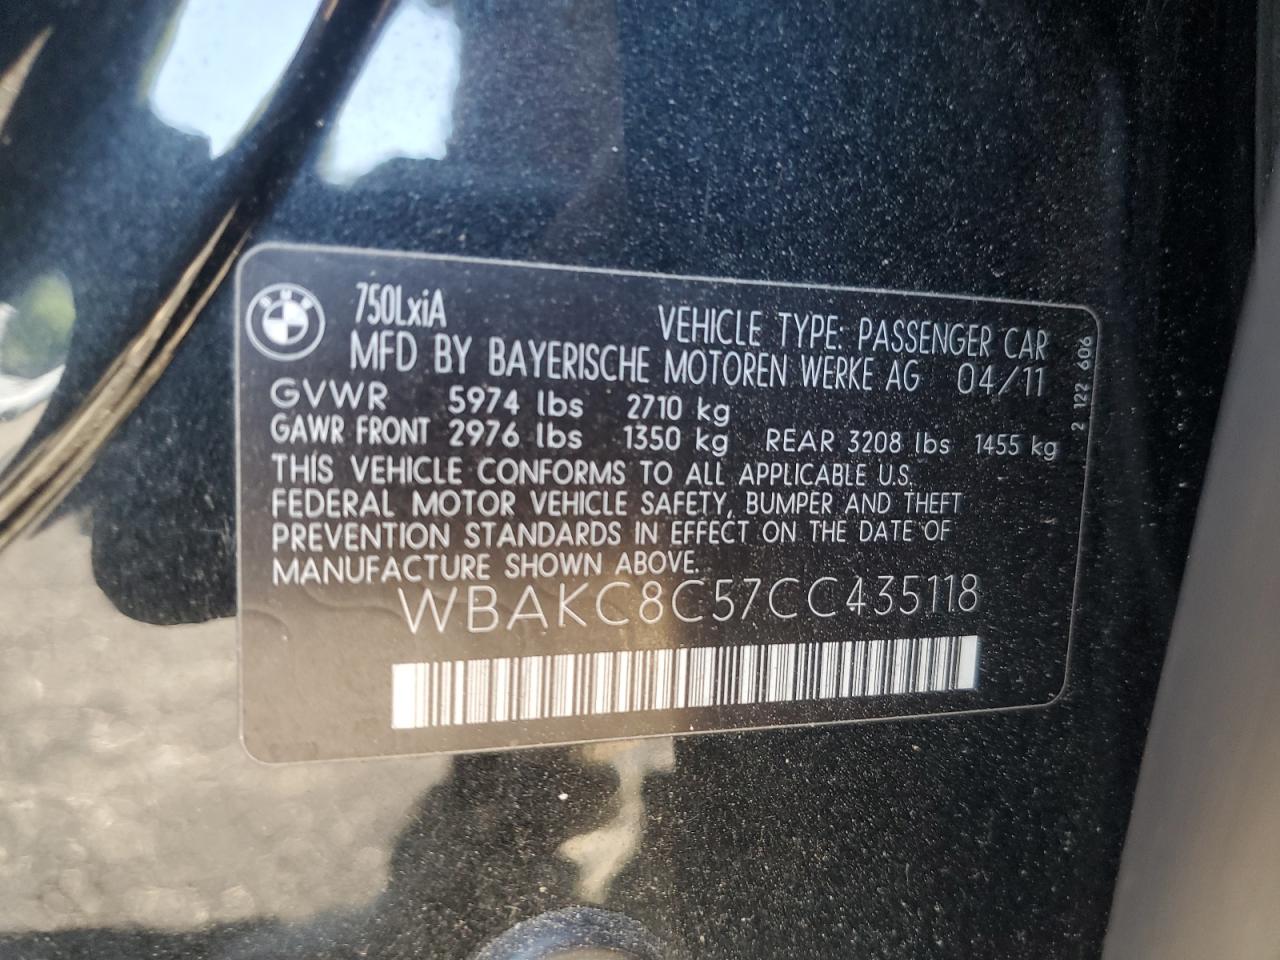 750LxiA
VEHICLE TYPE: PASSENGER CAR
MFD BY BAYERISCHE MOTOREN WERKE AG 04/11
GVWR 5974 lbs 2710 kg
GAWR FRONT 2976 lbs 1350 kg REAR 3208 lbs 1455 kg
THIS VEHICLE CONFORMS TO ALL APPLICABLE U.S.
FEDERAL MOTOR VEHICLE SAFETY, BUMPER AND THEFT
PREVENTION STANDARDS IN EFFECT ON THE DATE OF
MANUFACTURE SHOWN ABOVE.
WBAKC8C57CC435118
2 122 606